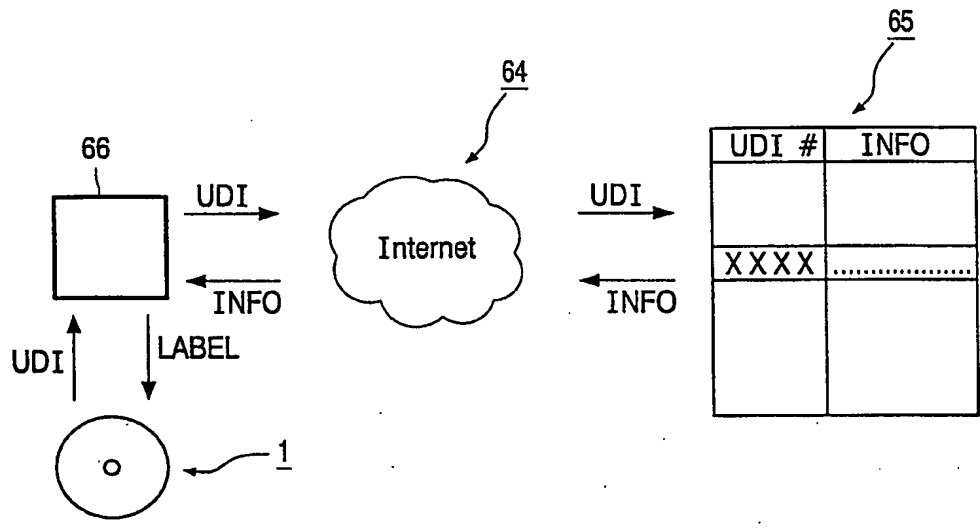 65
64
UDI # INFO
66
UDI
UDI
Internet
XXXX ................
INFO
INFO
UDI
LABEL
1